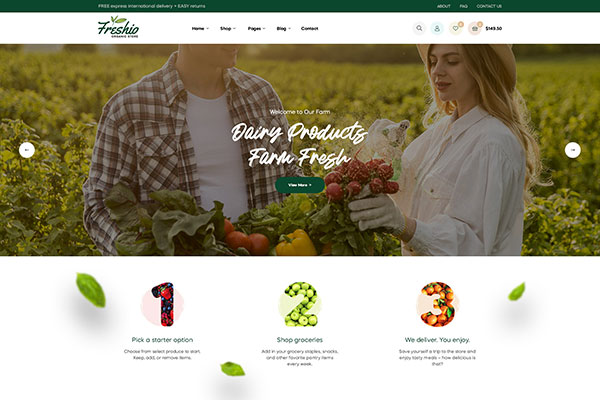 FREE express international delivery + EASY returns
ABOUT FAQ CONTACT US
Freshio
ORGANIC STORE
Home Shop Pages Blog Contact
0 0 $149.50
Welcome to Our Farm
Dairy Products
Farm Fresh
View More →
1 2 3
Pick a starter option
Choose from select produce to start.
Keep, add, or remove items.
Shop groceries
Add in your grocery staples, snacks,
and other favorite pantry items
every week.
We deliver. You enjoy.
Save yourself a trip to the store and
enjoy tasty meals – how delicious is
that?